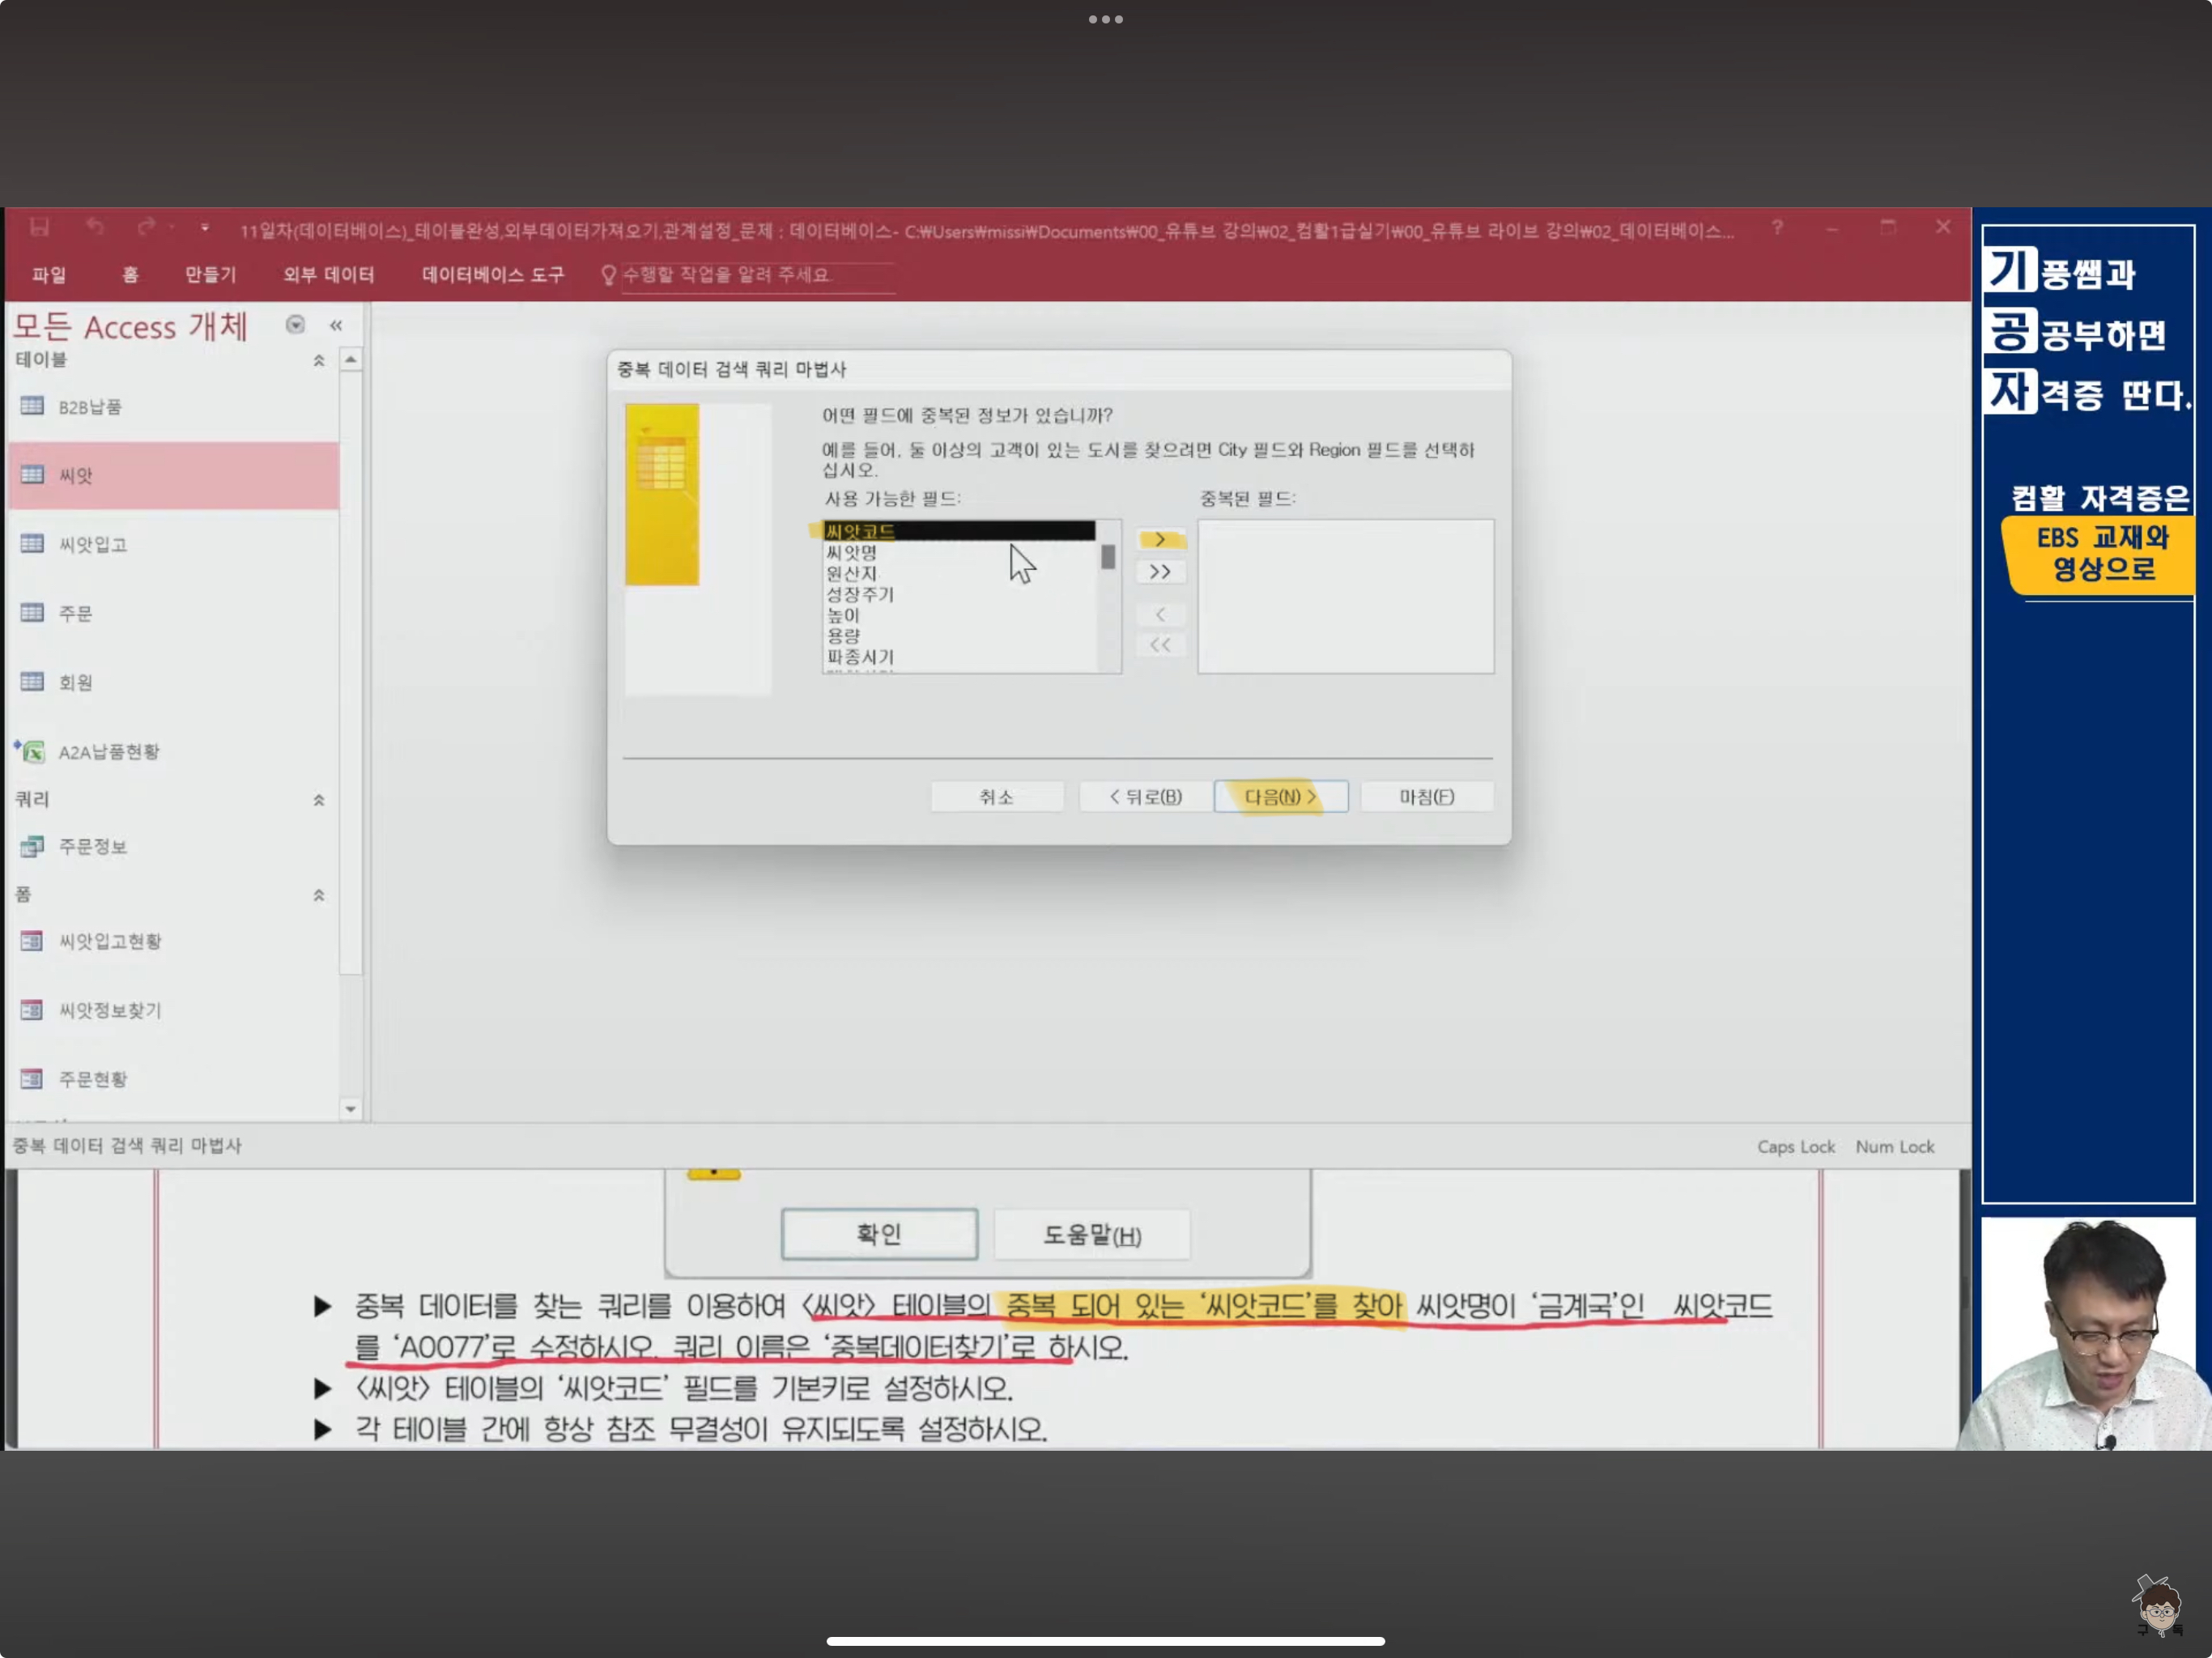 11일차(데이터베이스)_테이블완성,외부데이터가져오기,관계설정_문제 : 데이터베이스- C:₩Users₩missi₩Documents₩00_유튜브 강의₩02_컴활1급실기₩00_유튜브 라이브 강의₩02_데이터베이스...
파일 홈 만들기 외부 데이터 데이터베이스 도구 수행할 작업을 알려 주세요.
모든 Access 개체
테이블
B2B납품
씨앗
씨앗입고
주문
회원
A2A납품현황
쿼리
주문정보
폼
씨앗입고현황
씨앗정보찾기
주문현황
중복 데이터 검색 쿼리 마법사
어떤 필드에 중복된 정보가 있습니까?
예를 들어, 둘 이상의 고객이 있는 도시를 찾으려면 City 필드와 Region 필드를 선택하
십시오.
사용 가능한 필드: 중복된 필드:
씨앗코드
씨앗명
원산지
성장주기
높이
용량
파종시기
>
>>
<
<<
취소 < 뒤로(B) 다음(N) > 마침(F)
중복 데이터 검색 쿼리 마법사 Caps Lock Num Lock
확인 도움말(H)
▶ 중복 데이터를 찾는 쿼리를 이용하여 〈씨앗〉 테이블의 중복 되어 있는 ‘씨앗코드’를 찾아 씨앗명이 ‘금계국’인 씨앗코드
를 ‘A0077’로 수정하시오. 쿼리 이름은 ‘중복데이터찾기’로 하시오.
▶ 〈씨앗〉 테이블의 ‘씨앗코드’ 필드를 기본키로 설정하시오.
▶ 각 테이블 간에 항상 참조 무결성이 유지되도록 설정하시오.
기풍쌤과
공공부하면
자격증 딴다.
컴활 자격증은
EBS 교재와
영상으로
구독